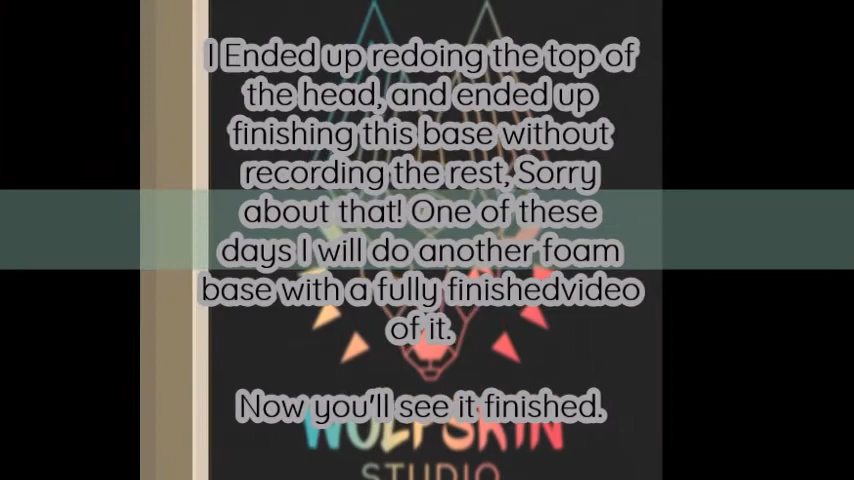 I Ended up redoing the top of
the head, and ended up
finishing this base without
recording the rest, Sorry
about that! One of these
days I will do another foam
base with a fully finishedvideo
of it.
Now you'll see it finished.
WOLFSKIN
STUDIO